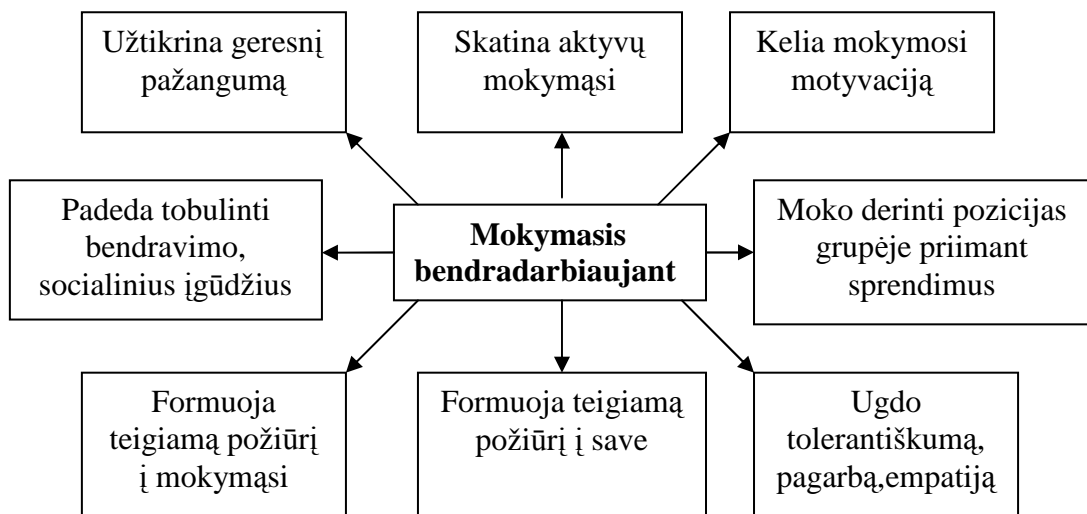 Užtikrina geresnį
pažangumą
Skatina aktyvų
mokymąsi
Kelia mokymosi
motyvaciją
Padeda tobulinti
bendravimo,
socialinius įgūdžius
Mokymasis
bendradarbiaujant
Moko derinti pozicijas
grupėje priimant
sprendimus
Formuoja
teigiamą požiūrį
į mokymąsi
Formuoja teigiamą
požiūrį į save
Ugdo
tolerantiškumą,
pagarbą,empatiją